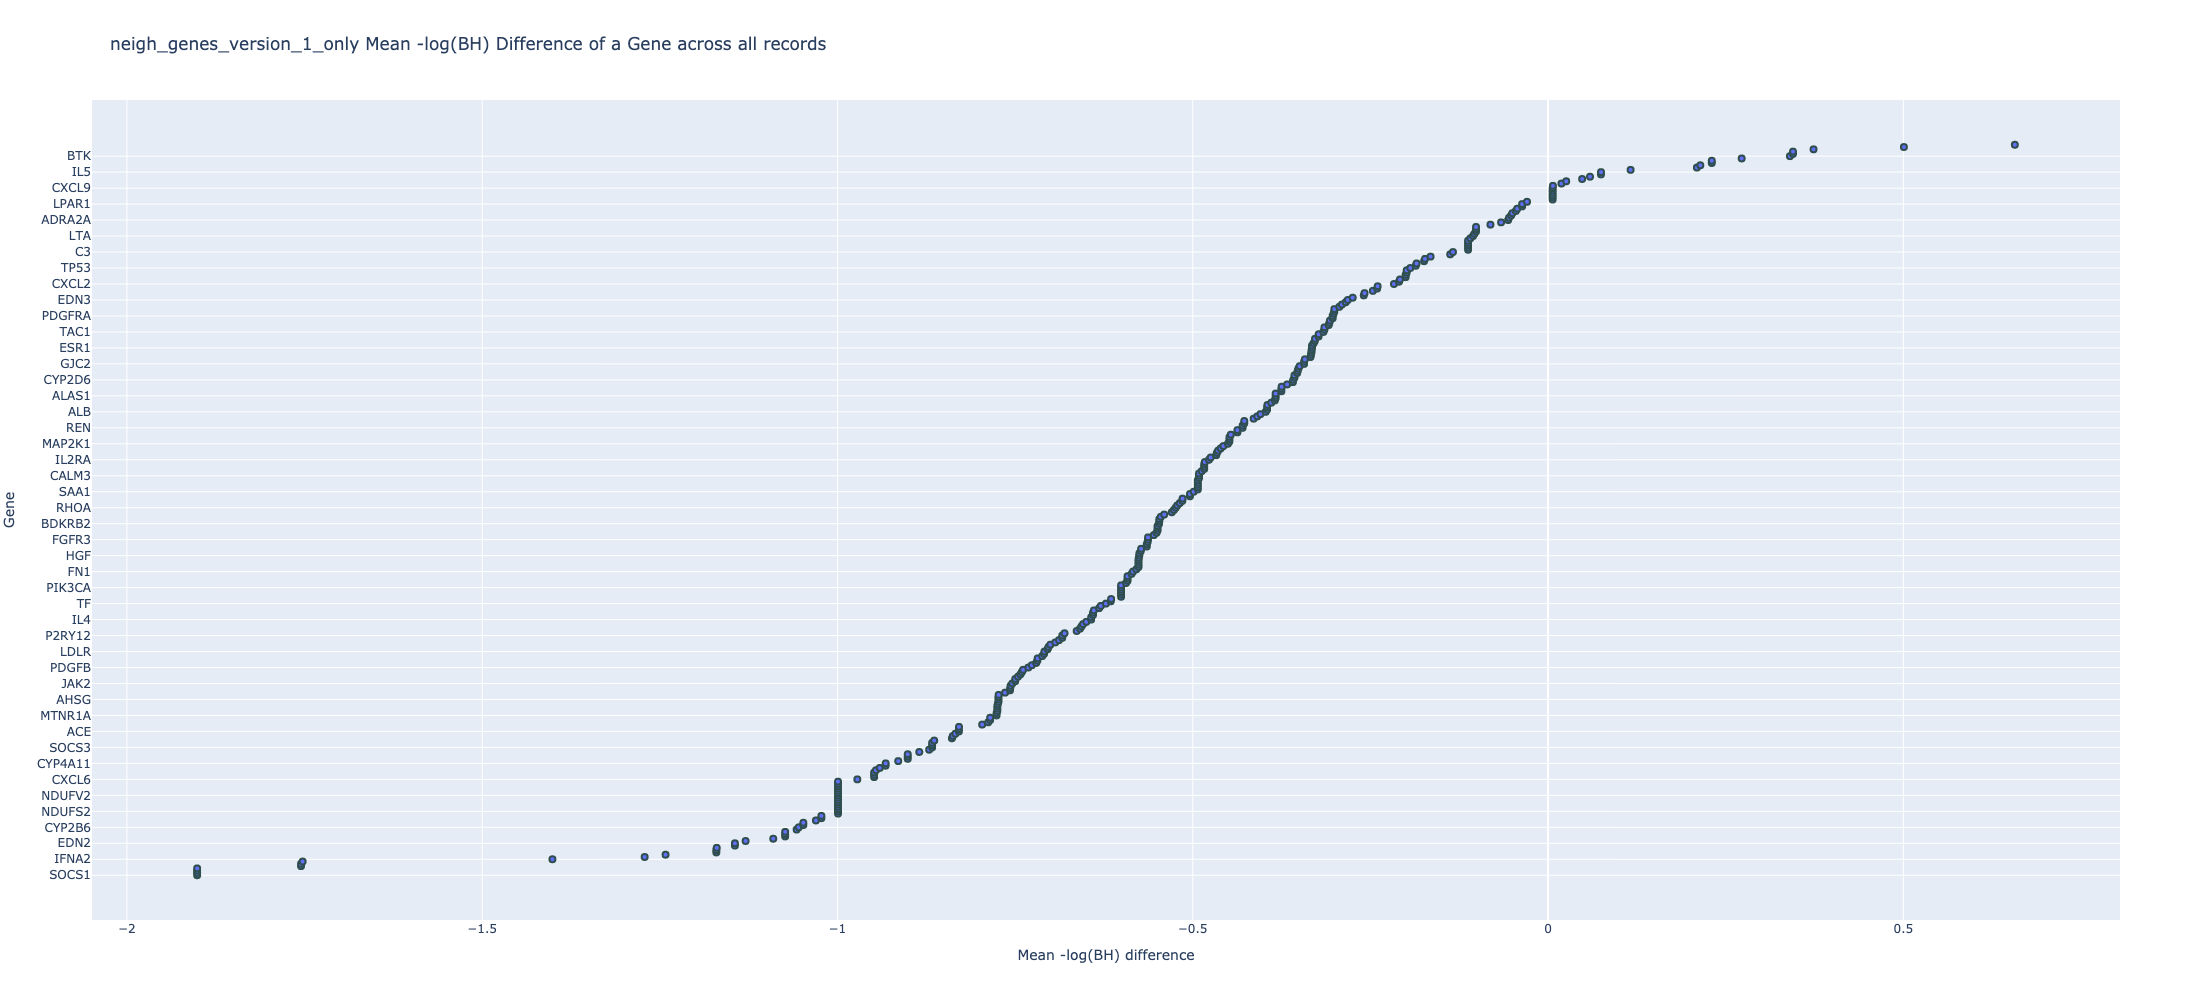 neigh_genes_version_1_only Mean -log(BH) Difference of a Gene across all records
BTK
IL5
CXCL9
LPAR1
ADRA2A
LTA
C3
TP53
CXCL2
EDN3
PDGFRA
TAC1
ESR1
GJC2
CYP2D6
ALAS1
ALB
REN
MAP2K1
IL2RA
CALM3
SAA1
RHOA
BDKRB2
FGFR3
HGF
FN1
PIK3CA
TF
IL4
P2RY12
LDLR
PDGFB
JAK2
AHSG
MTNR1A
ACE
SOCS3
CYP4A11
CXCL6
NDUFV2
NDUFS2
CYP2B6
EDN2
IFNA2
SOCS1
Gene
−2 −1.5 −1 −0.5 0 0.5
Mean -log(BH) difference